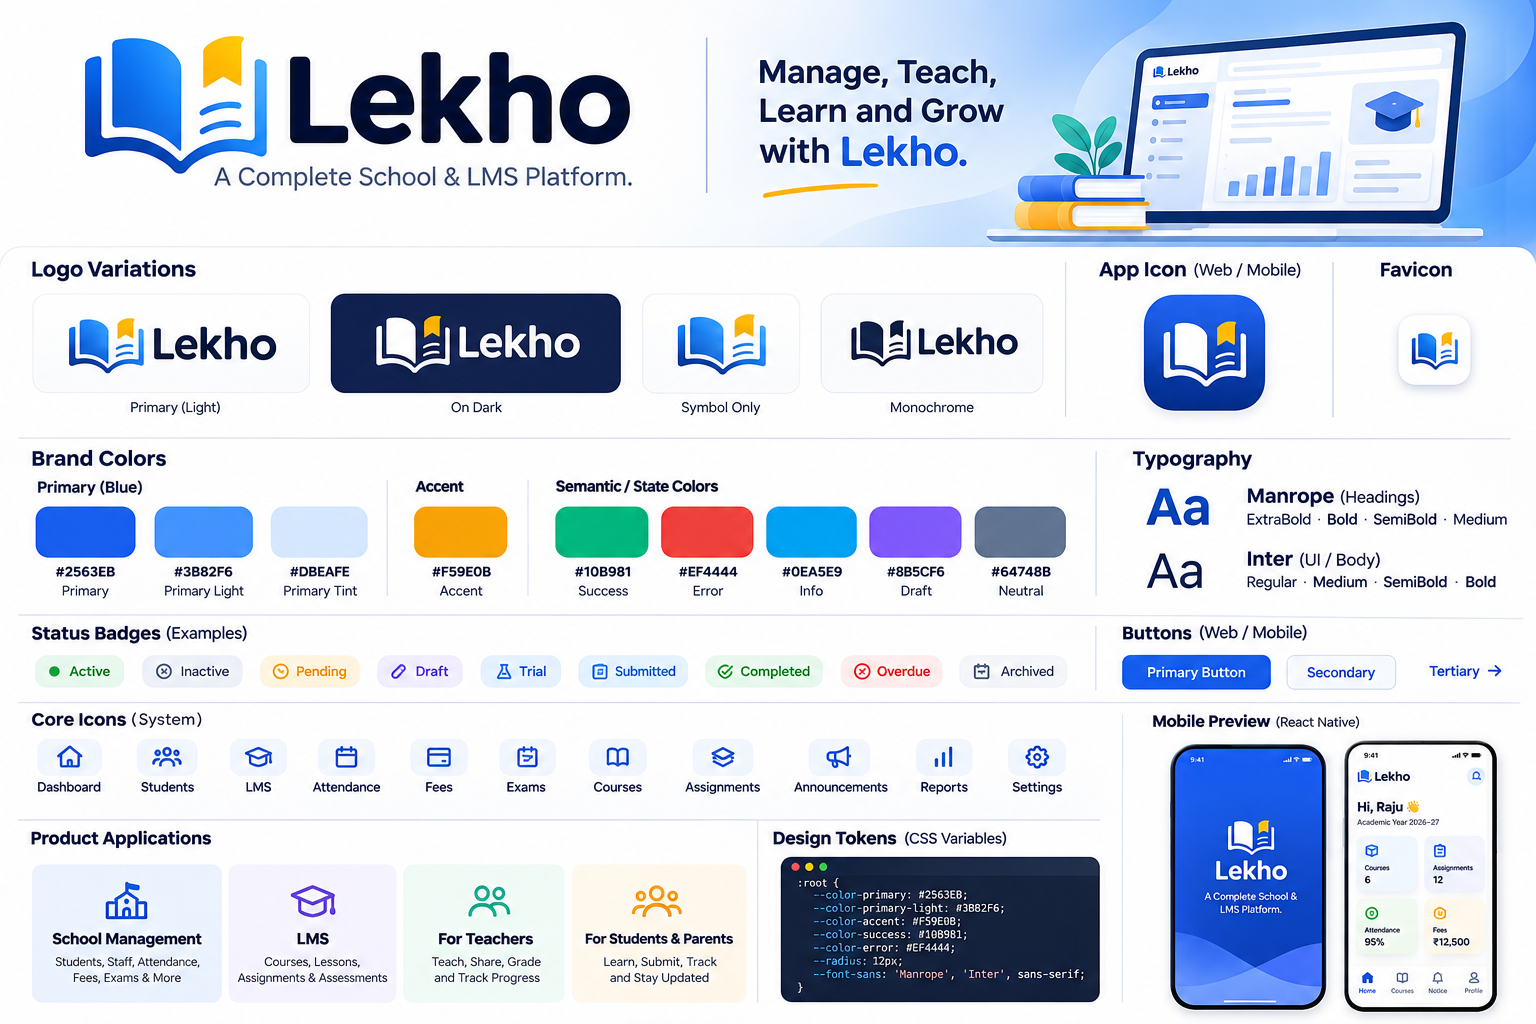 Lekho
A Complete School & LMS Platform.
Manage, Teach,
Learn and Grow
with Lekho.
Lekho
Logo Variations
Lekho
Primary (Light)
Lekho
On Dark
Symbol Only
Lekho
Monochrome
App Icon (Web / Mobile)
Favicon
Brand Colors
Primary (Blue)
#2563EB
Primary
#3B82F6
Primary Light
#DBEAFE
Primary Tint
Accent
#F59E0B
Accent
Semantic / State Colors
#10B981
Success
#EF4444
Error
#0EA5E9
Info
#8B5CF6
Draft
#64748B
Neutral
Typography
Aa
Manrope (Headings)
ExtraBold · Bold · SemiBold · Medium
Aa
Inter (UI / Body)
Regular · Medium · SemiBold · Bold
Status Badges (Examples)
Active
Inactive
Pending
Draft
Trial
Submitted
Completed
Overdue
Archived
Buttons (Web / Mobile)
Primary Button
Secondary
Tertiary →
Core Icons (System)
Dashboard
Students
LMS
Attendance
Fees
Exams
Courses
Assignments
Announcements
Reports
Settings
Product Applications
School Management
Students, Staff, Attendance,
Fees, Exams & More
LMS
Courses, Lessons,
Assignments & Assessments
For Teachers
Teach, Share, Grade
and Track Progress
For Students & Parents
Learn, Submit, Track
and Stay Updated
Design Tokens (CSS Variables)
:root {
--color-primary: #2563EB;
--color-primary-light: #3B82F6;
--color-accent: #F59E0B;
--color-success: #10B981;
--color-error: #EF4444;
--radius: 12px;
--font-sans: 'Manrope', 'Inter', sans-serif;
}
Mobile Preview (React Native)
9:41
Lekho
A Complete School &
LMS Platform.
9:41
Lekho
Hi, Raju 👋
Academic Year 2026-27
Courses
6
Assignments
12
Attendance
95%
Fees
₹12,500
Home
Courses
Notice
Profile